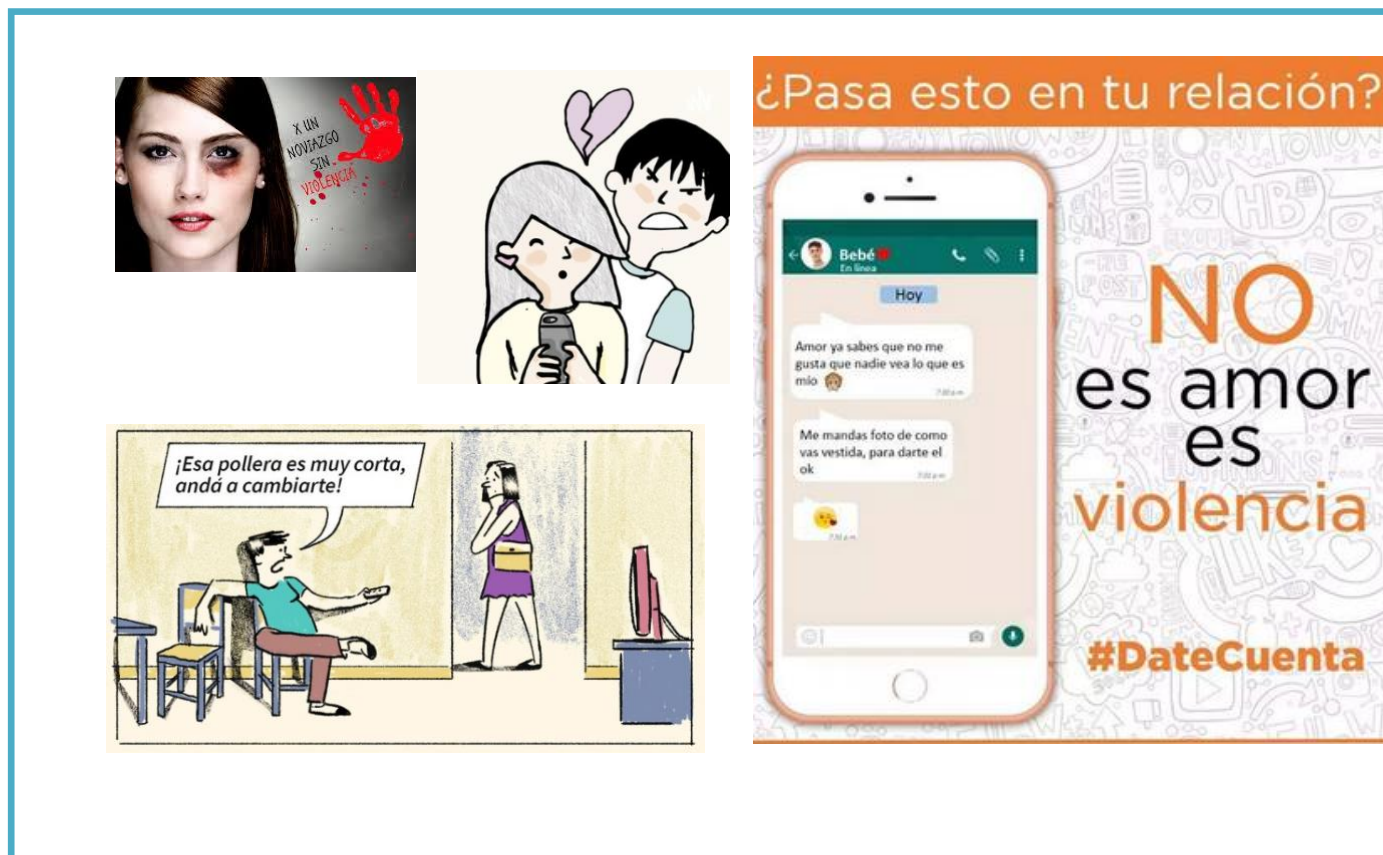 X UN
NOVIAZGO
SIN
VIOLENCIA
¡Esa pollera es muy corta,
andá a cambiarte!
¿Pasa esto en tu relación?
Bebé
En línea
Hoy
Amor ya sabes que no me
gusta que nadie vea lo que es
mío
Me mandas foto de como
vas vestida, para darte el
ok
NO
es amor
es
violencia
#DateCuenta